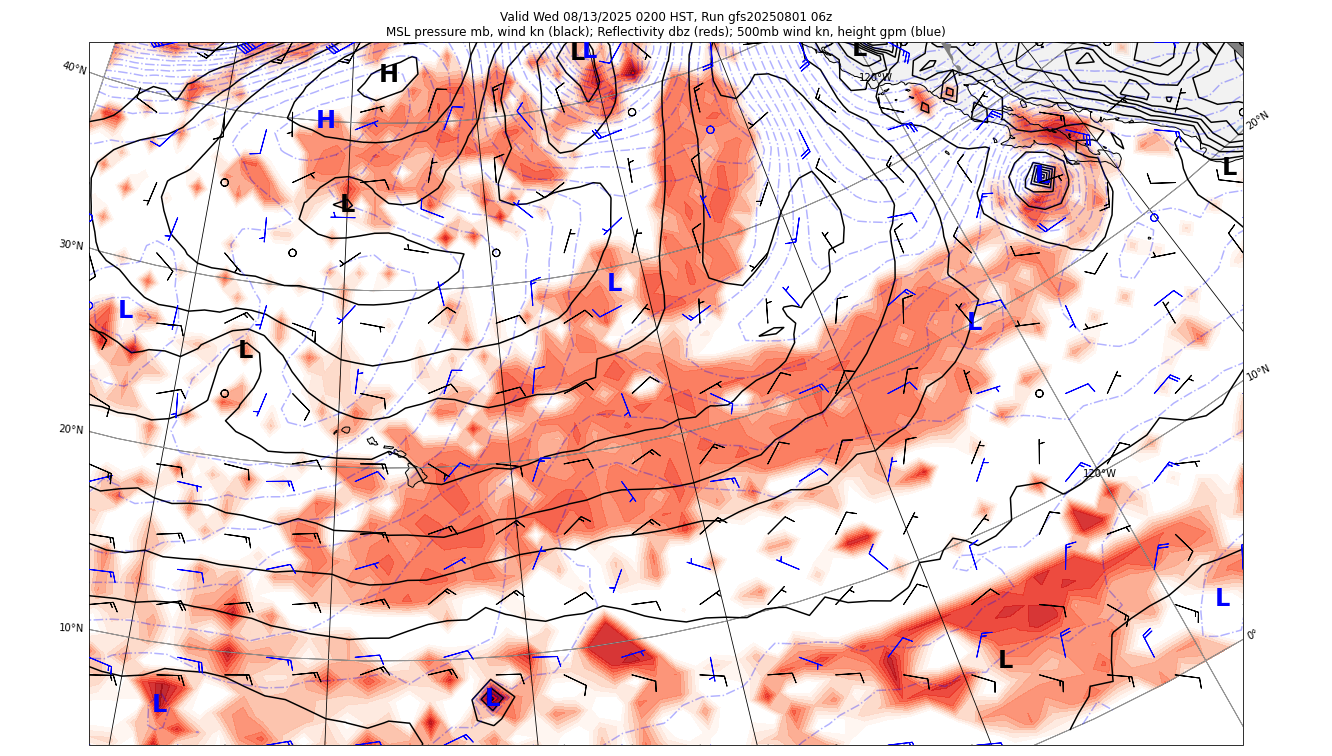 Valid Wed 08/13/2025 0200 HST, Run gfs20250801 06z
MSL pressure mb, wind kn (black); Reflectivity dbz (reds); 500mb wind kn, height gpm (blue)
L L L
40°N H 120°W
H 20°N
L L
L
30°N
L
L L
L
10°N
20°N
120°W
L
10°N 0°
L
L L